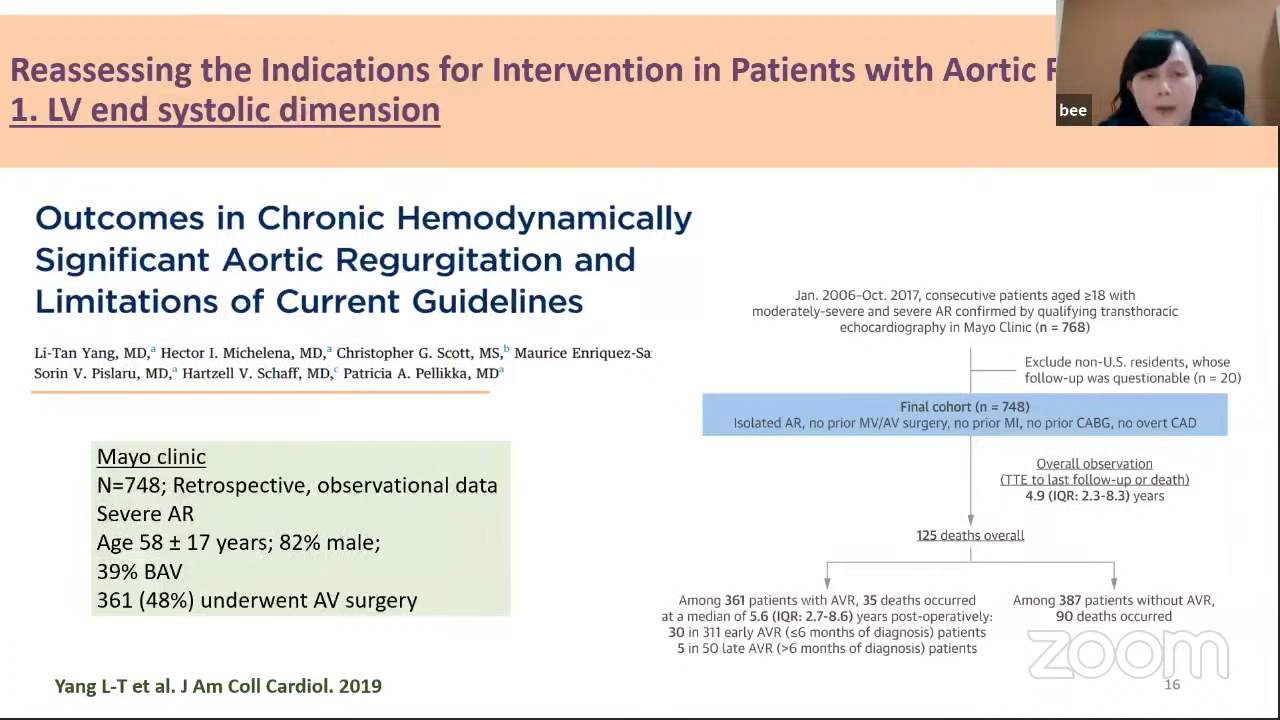 Reassessing the Indications for Intervention in Patients with Aortic
1. LV end systolic dimension
bee
Outcomes in Chronic Hemodynamically
Significant Aortic Regurgitation and
Limitations of Current Guidelines
Li-Tan Yang, MD,a Hector I. Michelena, MD,a Christopher G. Scott, MS,b Maurice Enriquez-Sa
Sorin V. Pislaru, MD,a Hartzell V. Schaff, MD,c Patricia A. Pellikka, MDa
Mayo clinic
N=748; Retrospective, observational data
Severe AR
Age 58 ± 17 years; 82% male;
39% BAV
361 (48%) underwent AV surgery
Yang L-T et al. J Am Coll Cardiol. 2019
Jan. 2006–Oct. 2017, consecutive patients aged ≥18 with
moderately-severe and severe AR confirmed by qualifying transthoracic
echocardiography in Mayo Clinic (n = 768)
Exclude non-U.S. residents, whose
follow-up was questionable (n = 20)
Final cohort (n = 748)
Isolated AR, no prior MV/AV surgery, no prior MI, no prior CABG, no overt CAD
Overall observation
(TTE to last follow-up or death)
4.9 (IQR: 2.3-8.3) years
125 deaths overall
Among 361 patients with AVR, 35 deaths occurred
at a median of 5.6 (IQR: 2.7-8.6) years post-operatively:
30 in 311 early AVR (≤6 months of diagnosis) patients
5 in 50 late AVR (>6 months of diagnosis) patients
Among 387 patients without AVR,
90 deaths occurred
zoom
16